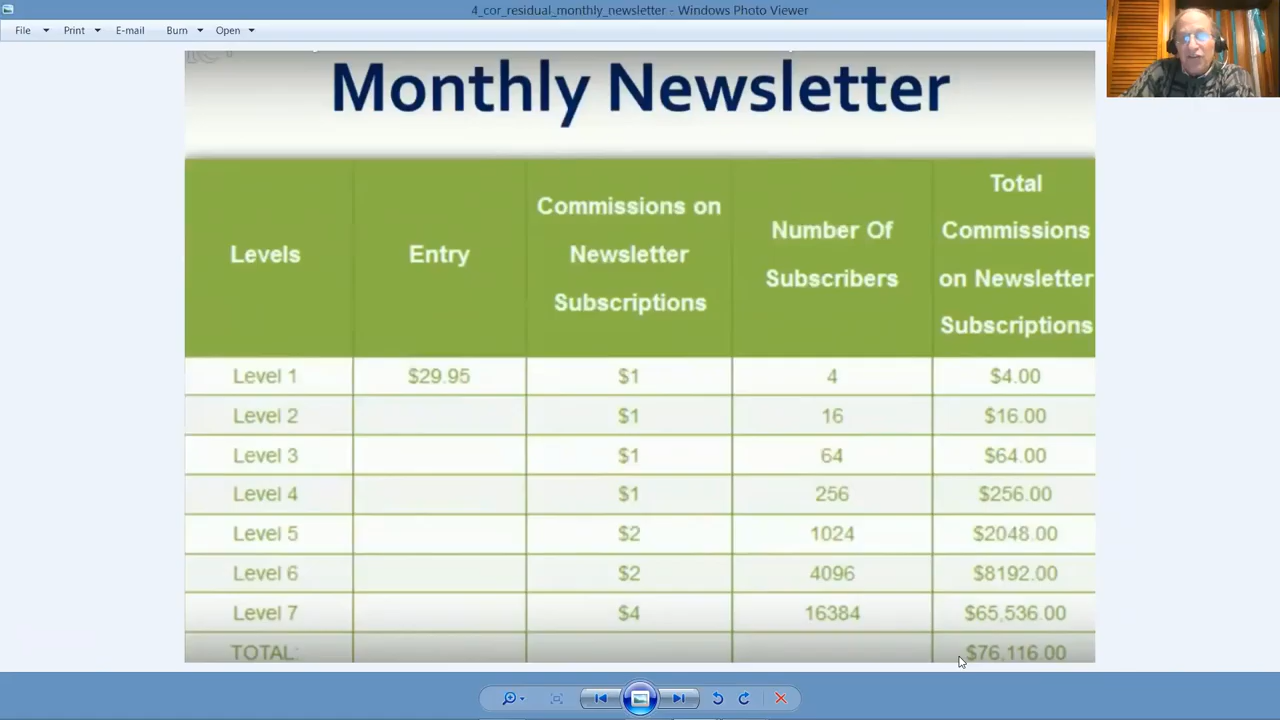 4_cor_residual_monthly_newsletter - Windows Photo Viewer
File Print E-mail Burn Open
Monthly Newsletter
Levels Entry Commissions on Newsletter Subscriptions Number Of Subscribers Total Commissions on Newsletter Subscriptions
Level 1 $29.95 $1 4 $4.00
Level 2 $1 16 $16.00
Level 3 $1 64 $64.00
Level 4 $1 256 $256.00
Level 5 $2 1024 $2048.00
Level 6 $2 4096 $8192.00
Level 7 $4 16384 $65,536.00
TOTAL: $76,116.00